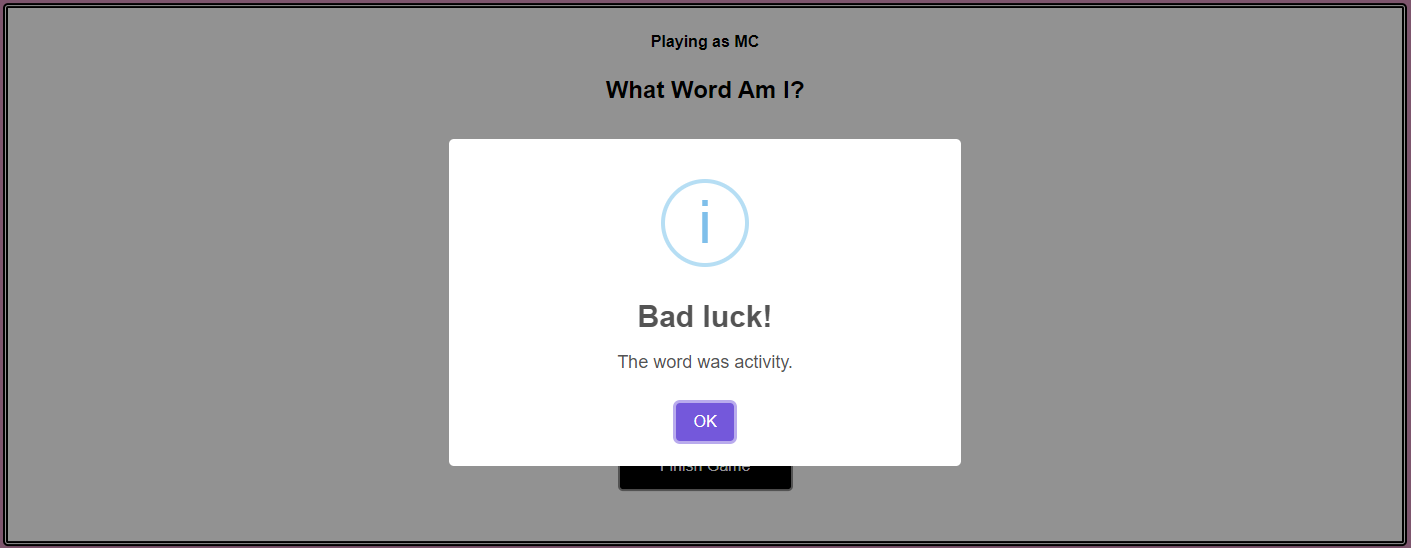 Playing as MC
What Word Am I?
i
Bad luck!
The word was activity.
OK
Finish Game